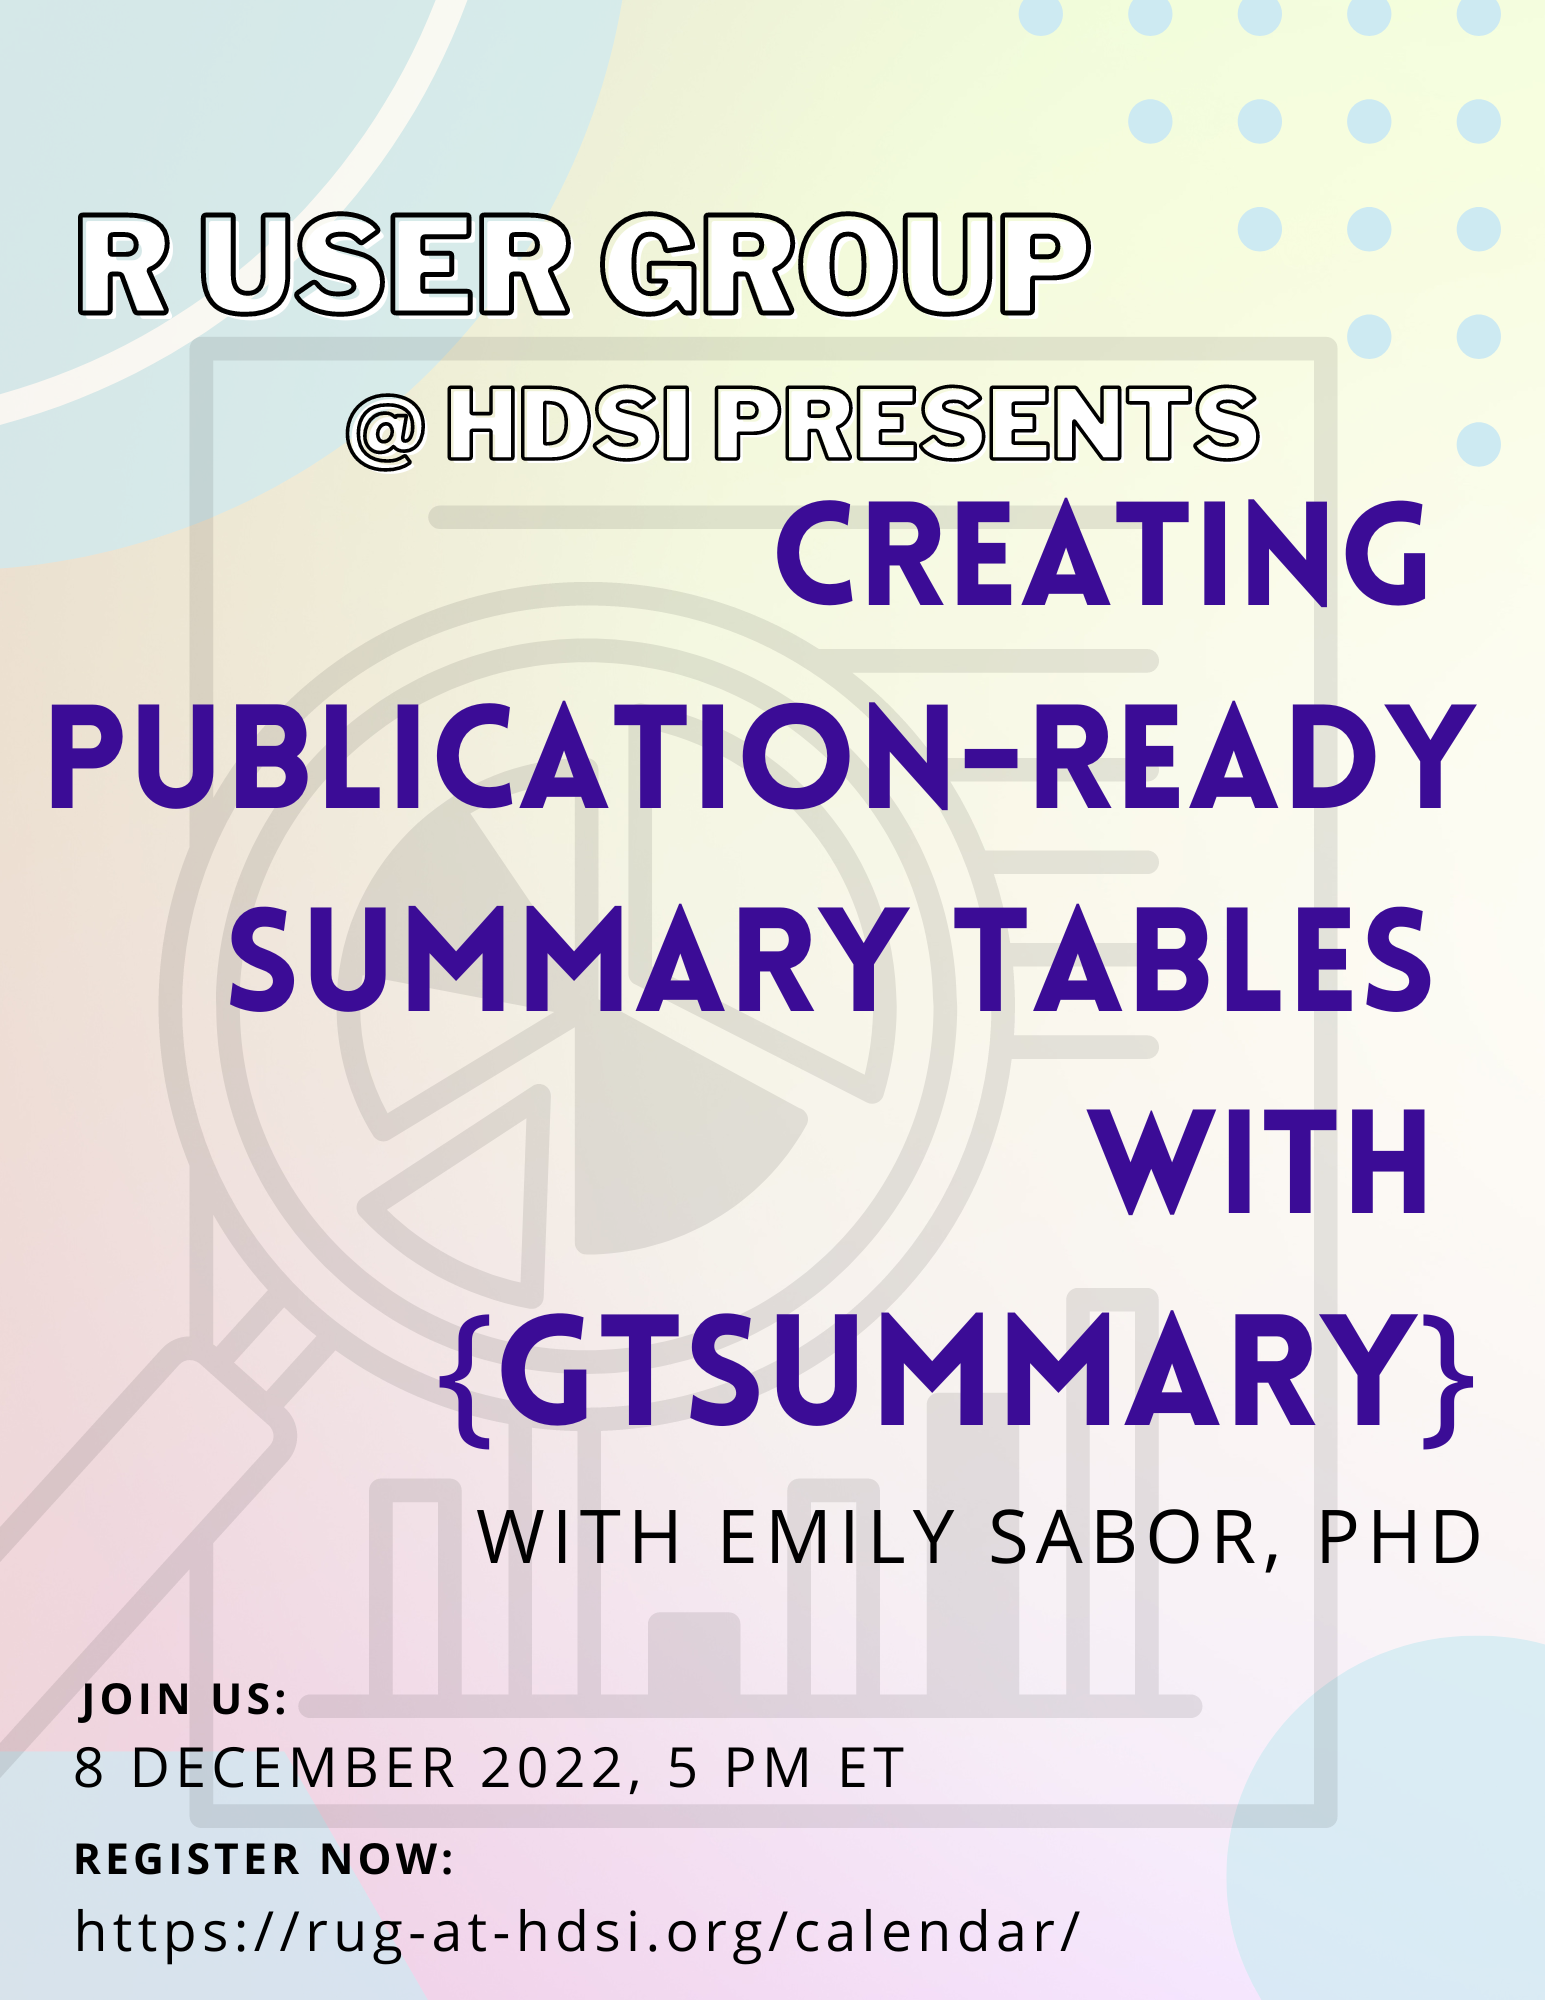 R USER GROUP
@ HDSI PRESENTS
CREATING
PUBLICATION-READY
SUMMARY TABLES
WITH
{GTSUMMARY}
WITH EMILY SABOR, PHD
JOIN US:
8 DECEMBER 2022, 5 PM ET
REGISTER NOW:
https://rug-at-hdsi.org/calendar/